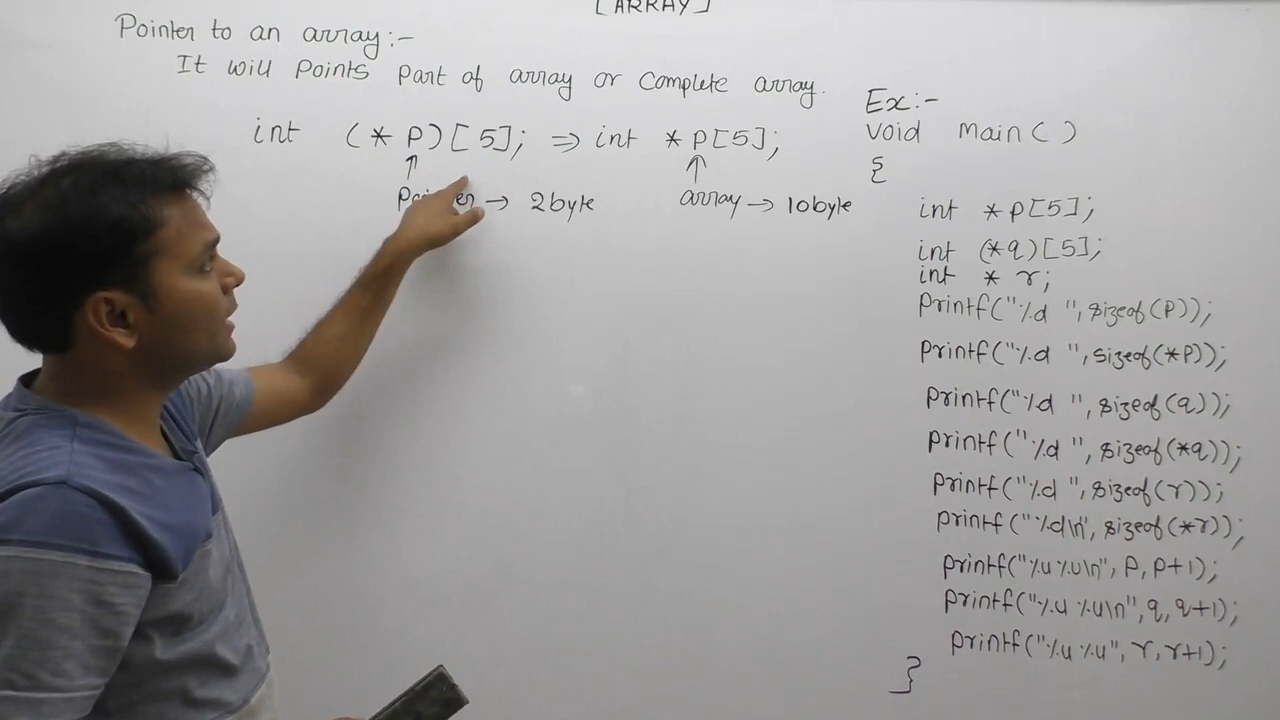 [ARRAY]
Pointer to an array:-
It will Points Part of array or Complete array.
int (* P)[5]; ⇒ int * P[5];
↑ ↑
→ 2byte array → 10byte
Ex:-
void main()
{
int * P[5];
int (*q)[5];
int * r;
Printf("%d ", sizeof(P));
Printf("%d ", sizeof(*P));
Printf("%d ", sizeof(q));
Printf("%d ", sizeof(*q));
Printf("%d ", sizeof(r));
Printf("%d\n", sizeof(*r));
Printf("%u %u\n", P, P+1);
Printf("%u %u\n", q, q+1);
Printf("%u %u", r, r+1);
}